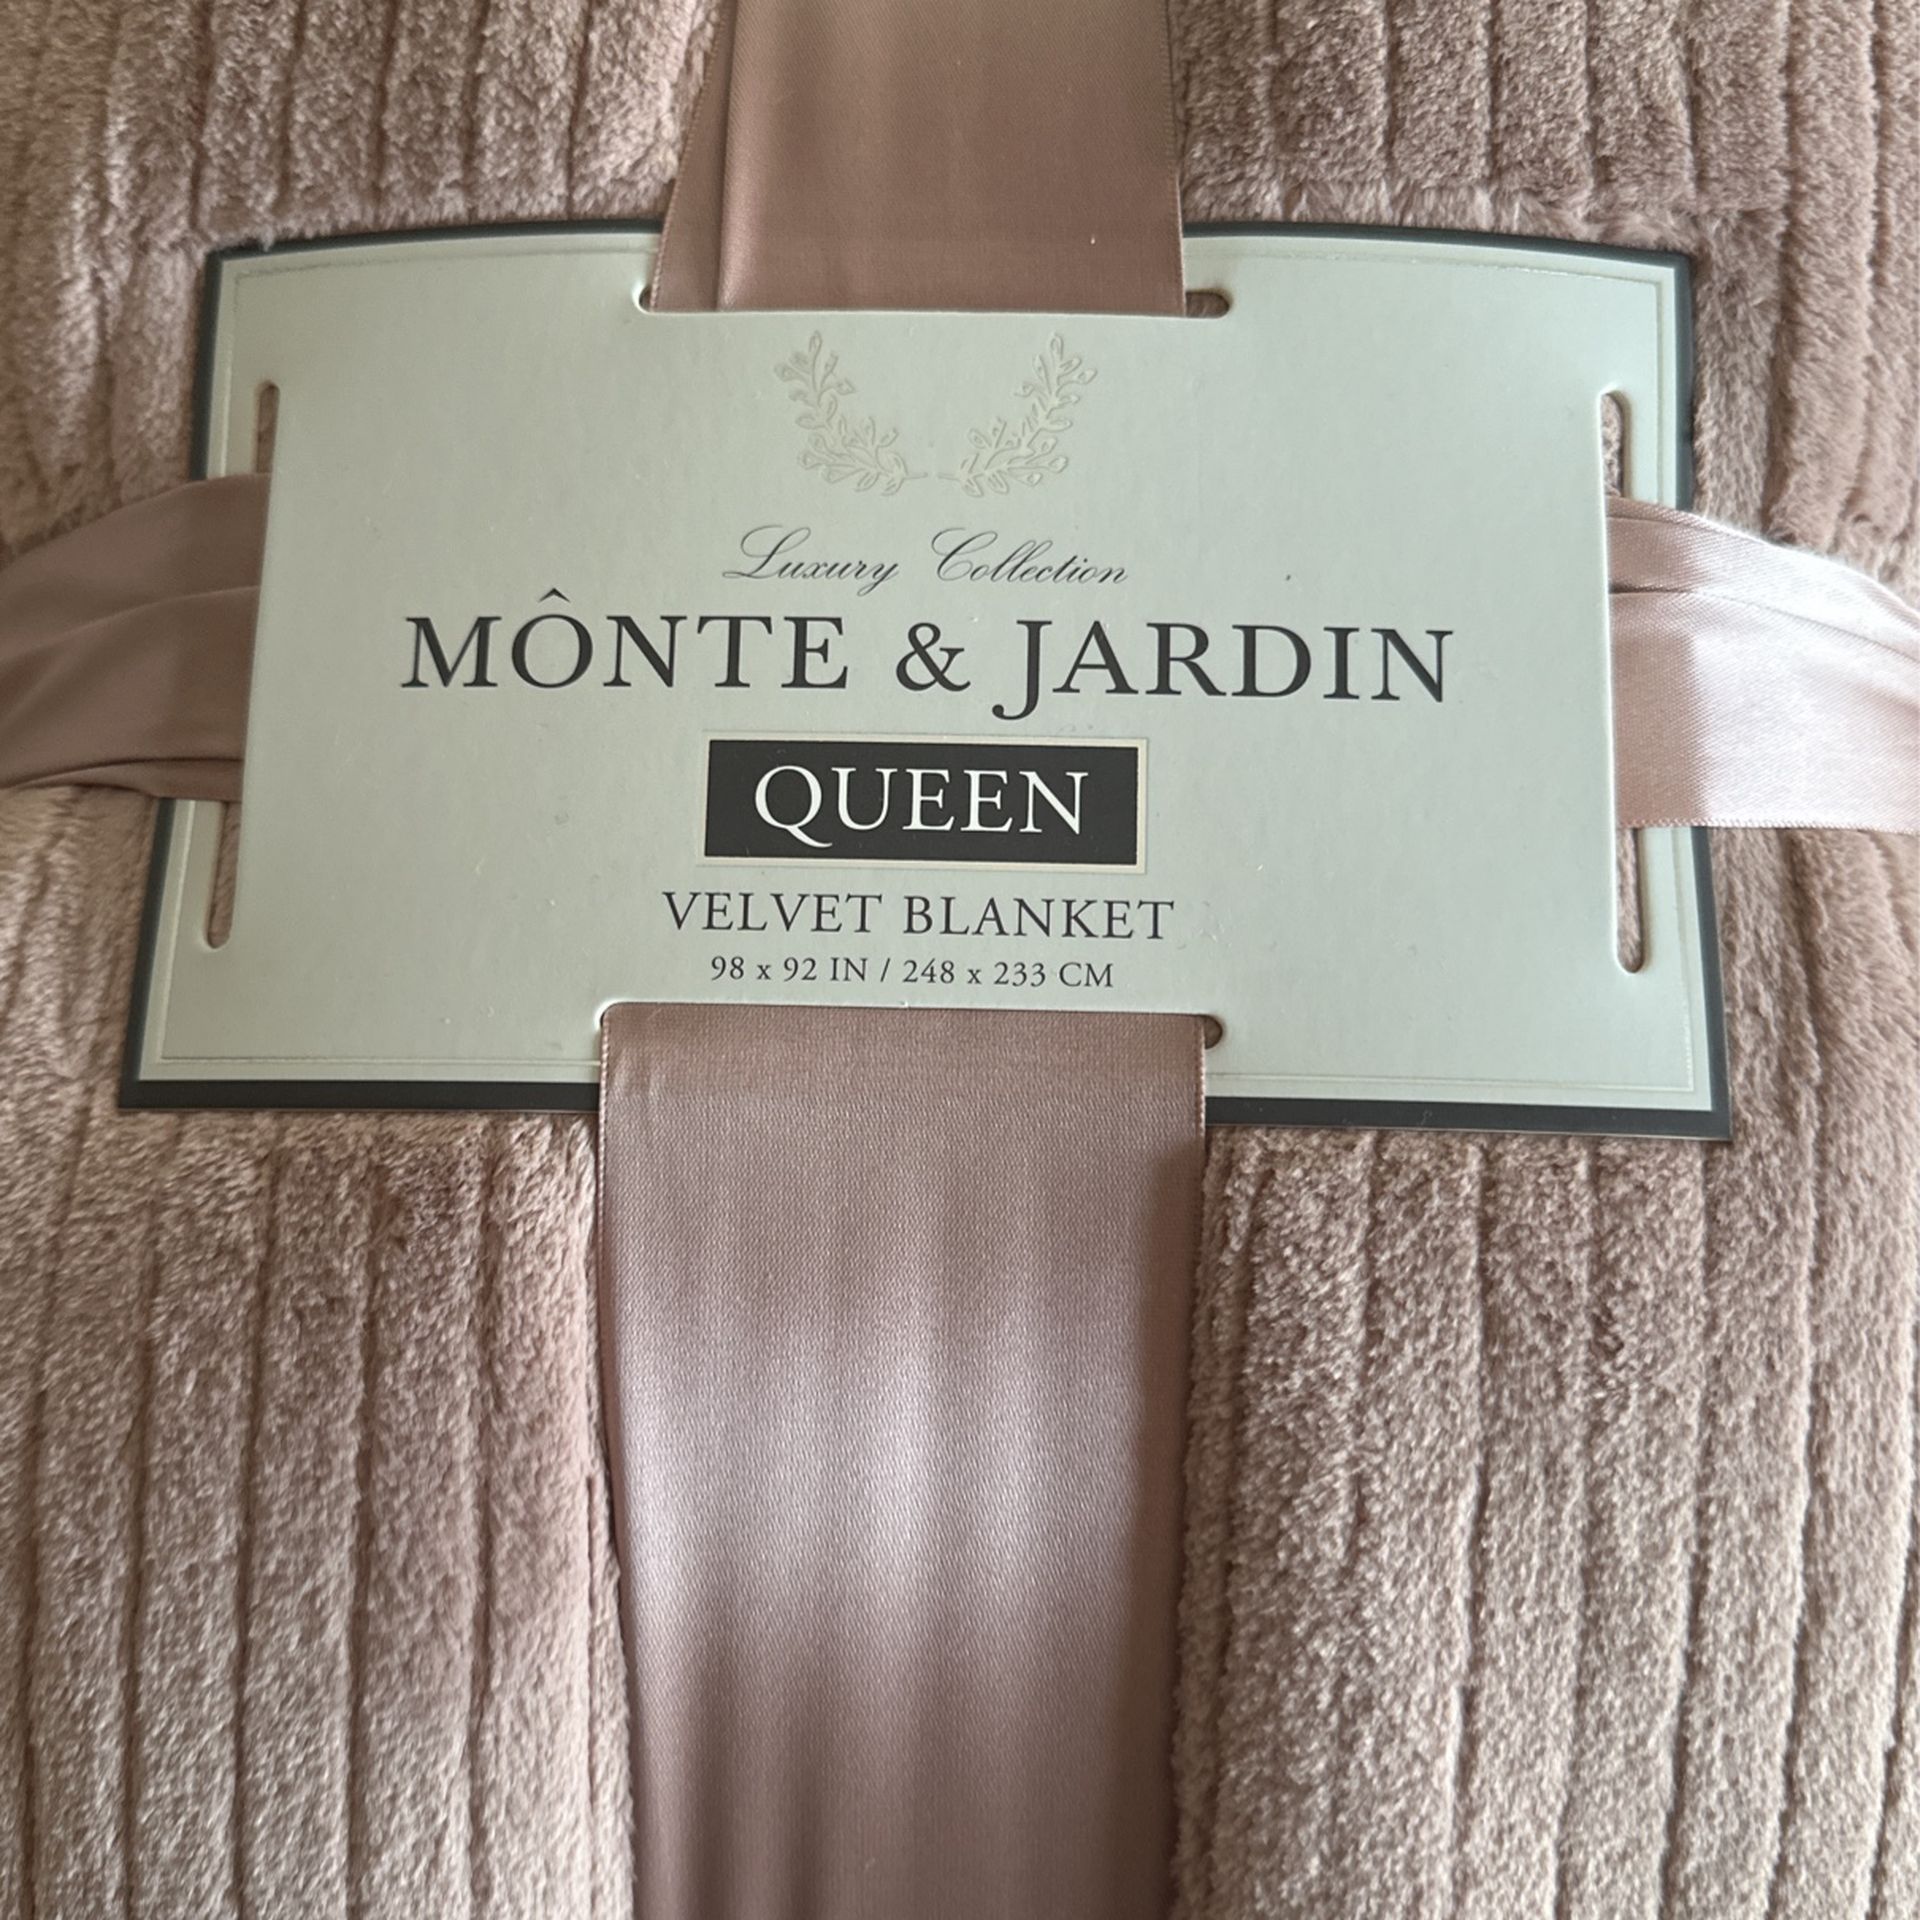 Luxury Collection
MÔNTE & JARDIN
QUEEN
VELVET BLANKET
98 x 92 IN / 248 x 233 CM